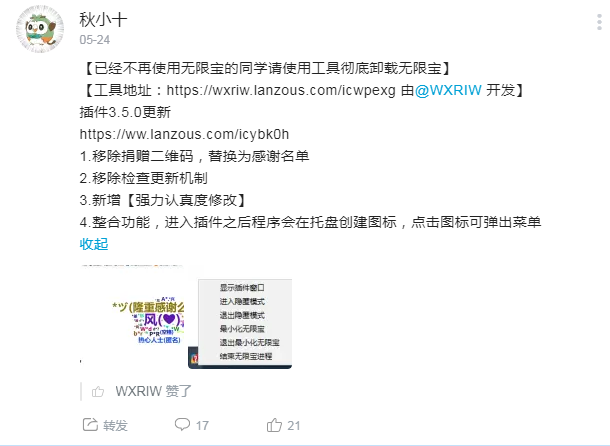 秋小十
05-24
【已经不再使用无限宝的同学请使用工具彻底卸载无限宝】
【工具地址：https://wxriw.lanzous.com/icwpexg 由@WXRIW 开发】
插件3.5.0更新
https://ww.lanzous.com/icybk0h
1.移除捐赠二维码，替换为感谢名单
2.移除检查更新机制
3.新增【强力认真度修改】
4.整合功能，进入插件之后程序会在托盘创建图标，点击图标可弹出菜单
收起
*ヅ(隆重感谢
风(
热心人士(匿名)
显示插件窗口
进入隐匿模式
退出隐匿模式
最小化无限宝
退出最小化无限宝
结束无限宝进程
WXRIW 赞了
转发
17
21